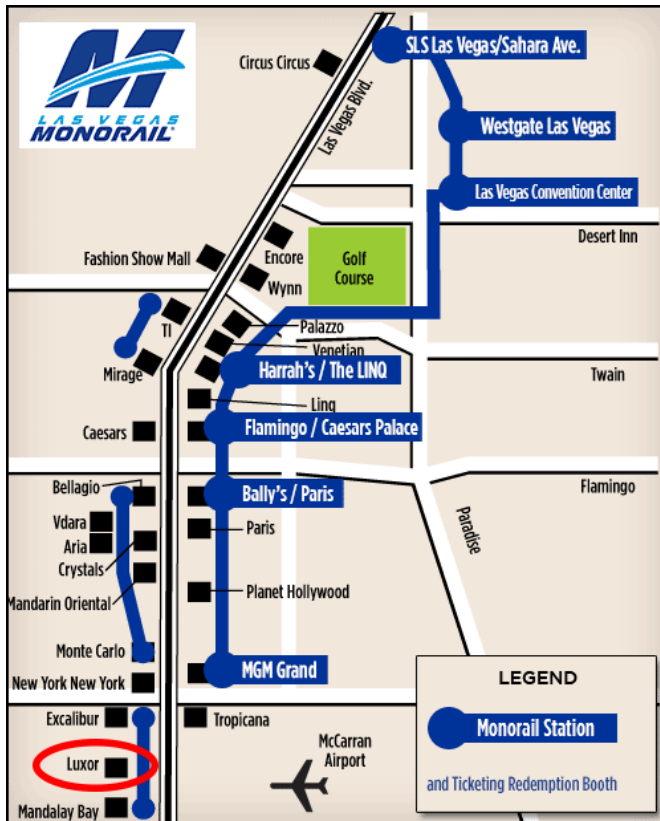 SLS Las Vegas/Sahara Ave.
Circus Circus
LAS VEGAS
MONORAIL
Las Vegas Blvd.
Westgate Las Vegas
Las Vegas Convention Center
Desert Inn
Fashion Show Mall
Encore
Golf
Course
Wynn
TI
Palazzo
Venetian
Mirage
Harrah's / The LINQ
Twain
Linq
Caesars
Flamingo / Caesars Palace
Bellagio
Bally's / Paris
Flamingo
Vdara
Paris
Paradise
Aria
Crystals
Mandarin Oriental
Planet Hollywood
Monte Carlo
MGM Grand
New York New York
LEGEND
Excalibur
Tropicana
Monorail Station
McCarran
Airport
Luxor
and Ticketing Redemption Booth
Mandalay Bay